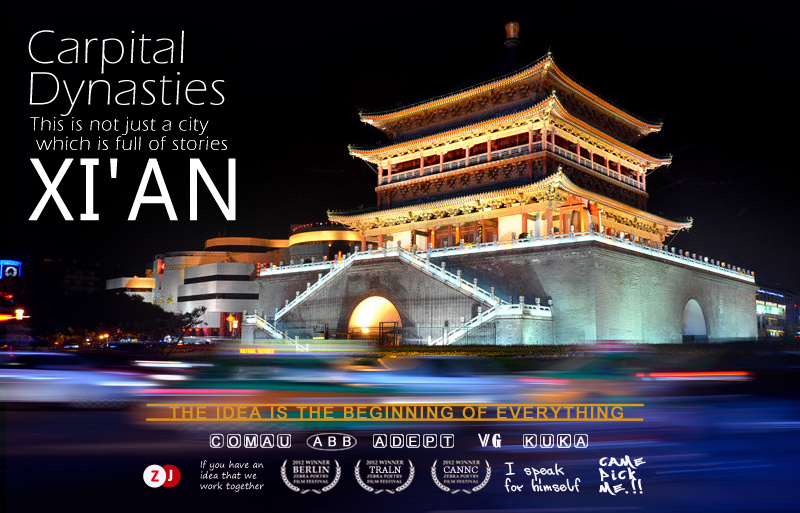 Carpital
Dynasties
This is not just a city
which is full of stories
XI'AN
THE IDEA IS THE BEGINNING OF EVERYTHING
COMAU ABB ADEPT VG KUKA
ZJ
If you have an
idea that we
work together
2012 WINNER
BERLIN
ZEBRA POETRY
FILM FESTIVAL
2012 WINNER
TRALN
ZEBRA POETRY
FILM FESTIVAL
2012 WINNER
CANNC
ZEBRA POETRY
FILM FESTIVAL
I speak
for himself
CAME
PICK
ME.!!